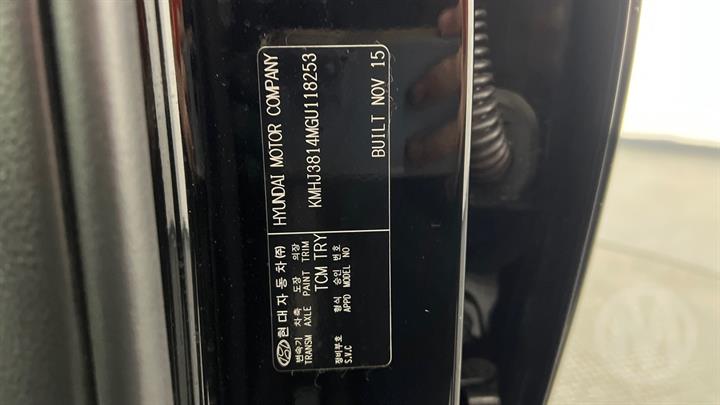 현대자동차㈜ HYUNDAI MOTOR COMPANY
변속기 차축 도장 의장
TRANSM AXLE PAINT TRIM
TCM TRY
KMHJ3814MGU118253
형식 승인 번호
APPD MODEL NO
정비부호
S.V.C
BUILT NOV 15